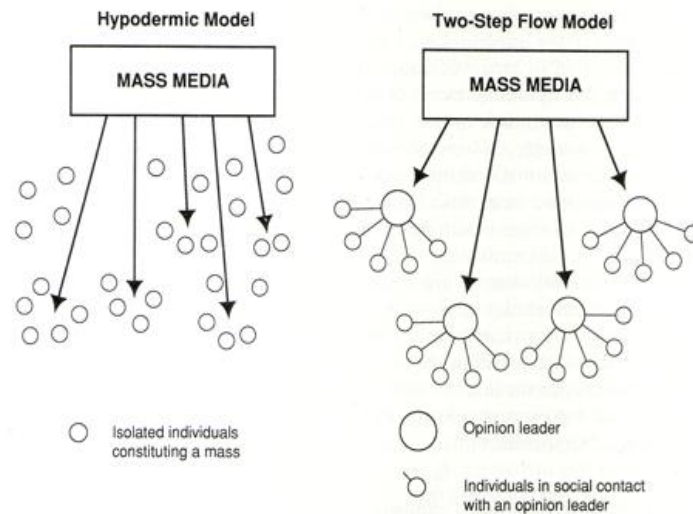 Hypodermic Model
MASS MEDIA
Isolated individuals
constituting a mass
Two-Step Flow Model
MASS MEDIA
Opinion leader
Individuals in social contact
with an opinion leader